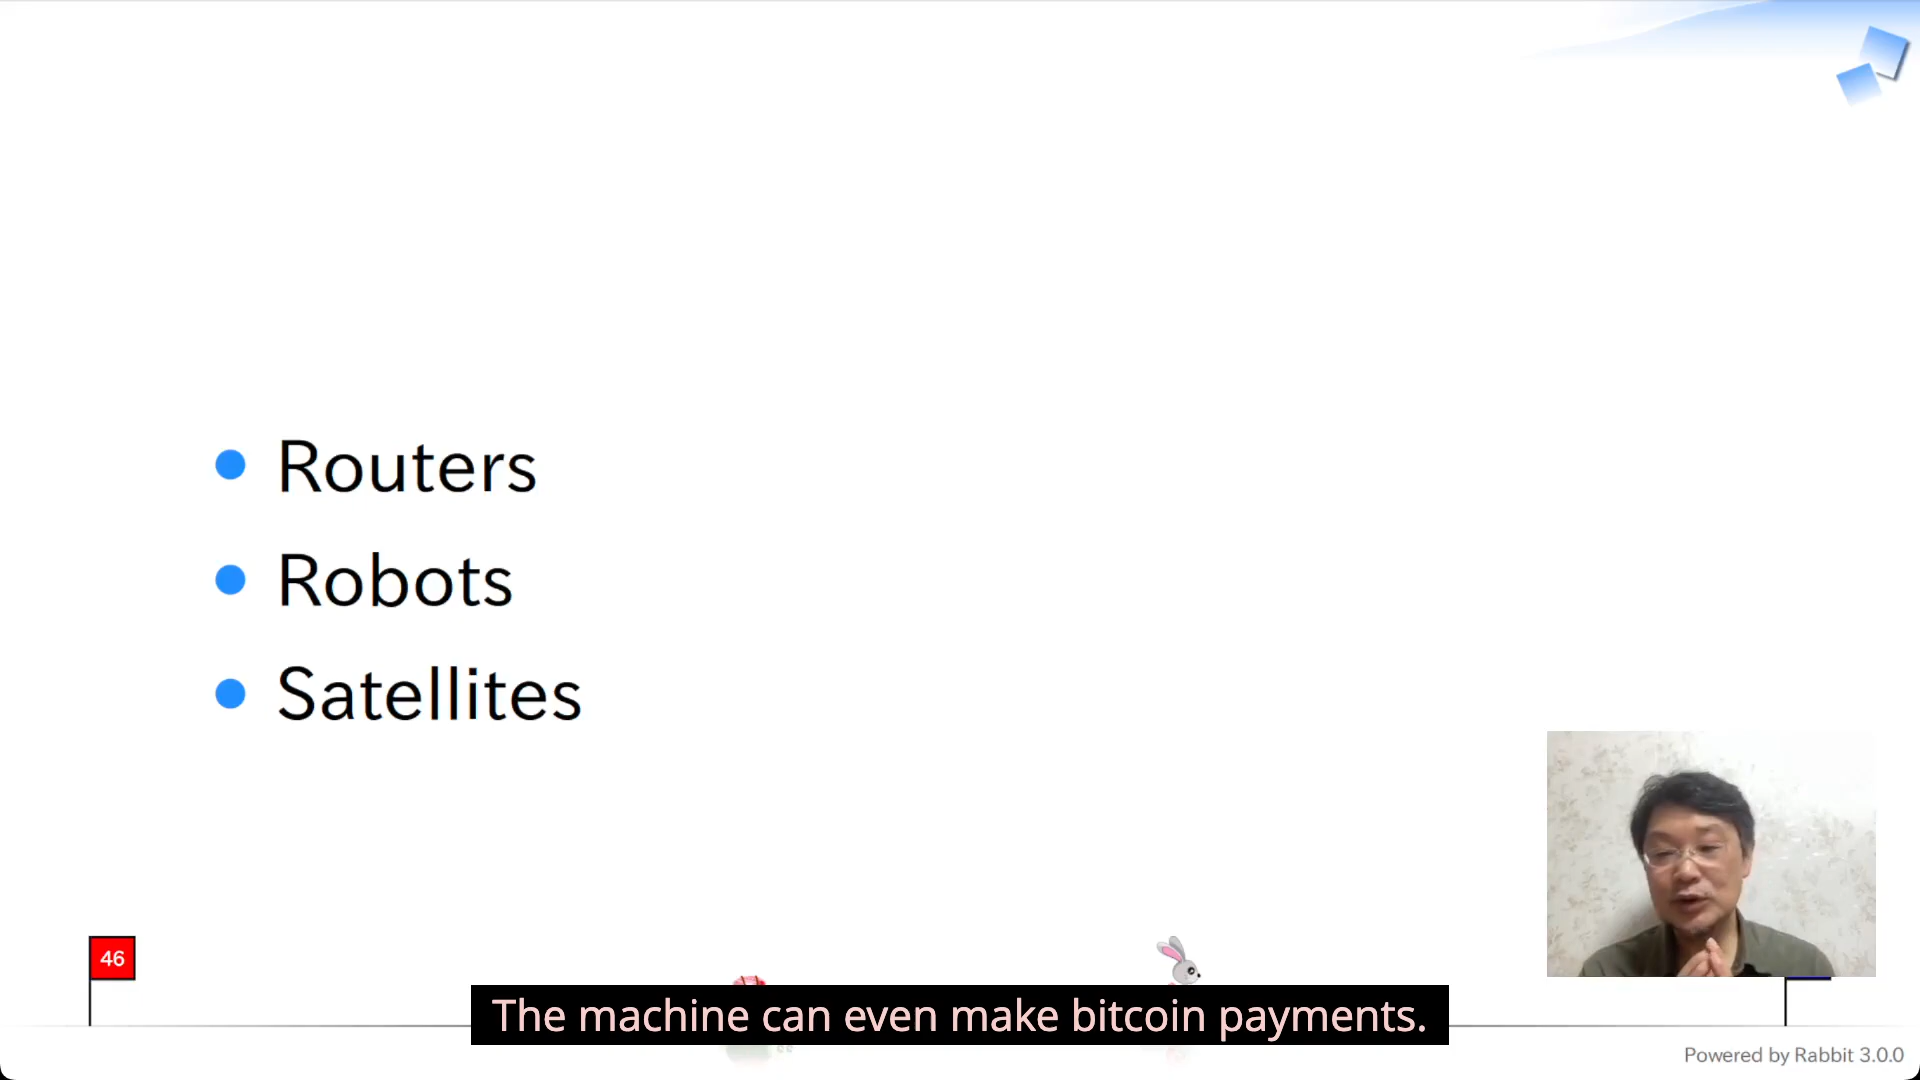 Routers
Robots
Satellites
46
The machine can even make bitcoin payments.
Powered by Rabbit 3.0.0